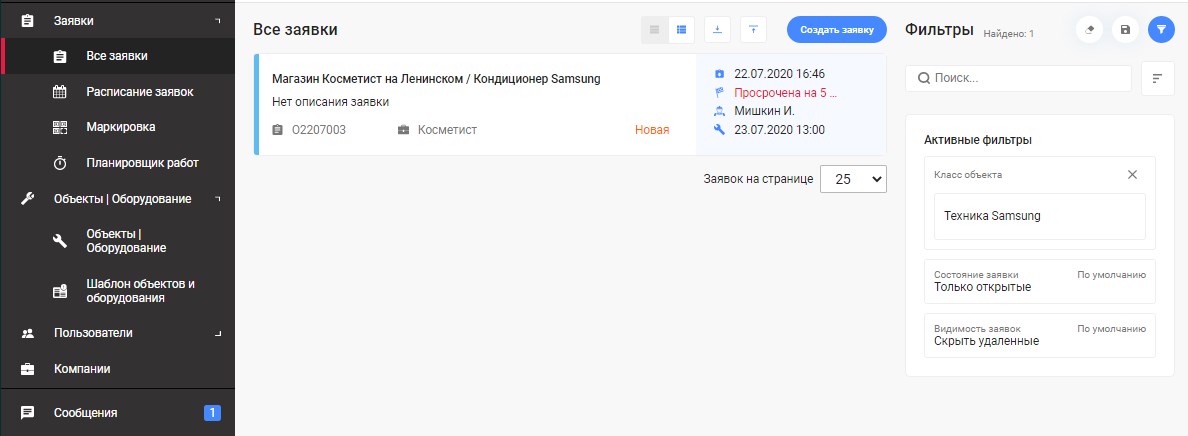 Заявки
Все заявки
Расписание заявок
Маркировка
Планировщик работ
Объекты | Оборудование
Объекты |
Оборудование
Шаблон объектов и
оборудования
Пользователи
Компании
Сообщения
1
Все заявки
Создать заявку
Магазин Косметист на Ленинском / Кондиционер Samsung
Нет описания заявки
O2207003
Косметист
Новая
22.07.2020 16:46
Просрочена на 5 ...
Мишкин И.
23.07.2020 13:00
Заявок на странице
25
Фильтры
Найдено: 1
Поиск...
Активные фильтры
Класс объекта
Техника Samsung
Состояние заявки
По умолчанию
Только открытые
Видимость заявок
По умолчанию
Скрыть удаленные